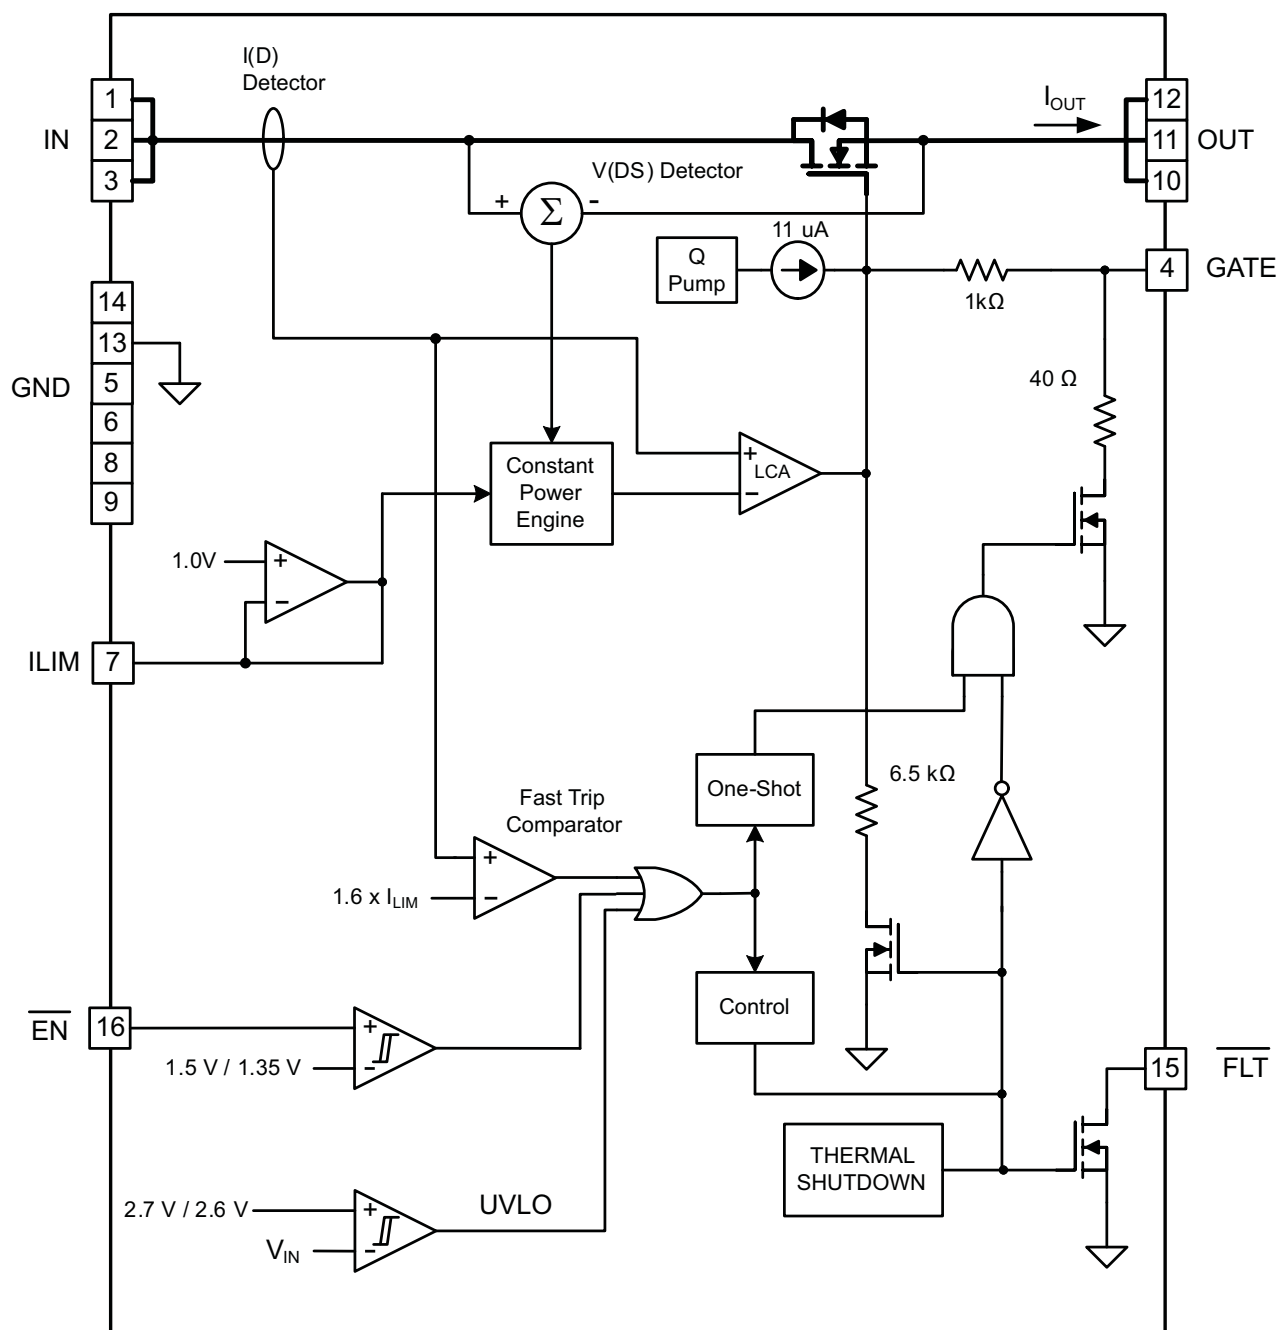 I(D)
Detector
1
2
3
IN
IOUT
12
11
10
OUT
V(DS) Detector
+
Σ
-
11 uA
Q
Pump
4
GATE
1kΩ
14
13
5
6
8
9
GND
40 Ω
Constant
Power
Engine
+
LCA
−
1.0V
+
−
ILIM
7
6.5 kΩ
One-Shot
Fast Trip
Comparator
+
−
1.6 x ILIM
Control
EN
16
+
−
1.5 V / 1.35 V
15
FLT
THERMAL
SHUTDOWN
2.7 V / 2.6 V
+
−
UVLO
VIN